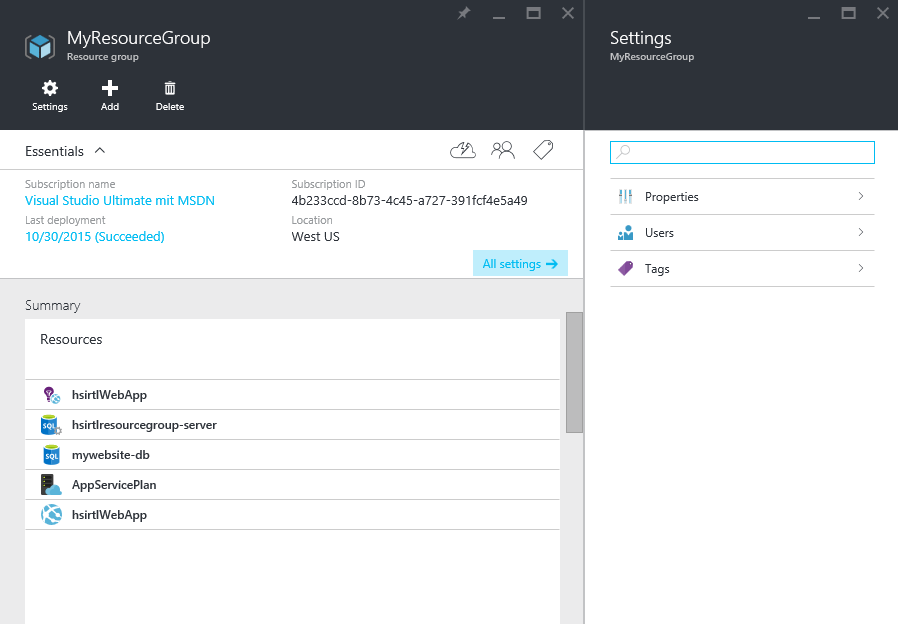 MyResourceGroup
Resource group
Settings
Add
Delete
Essentials
Subscription name
Visual Studio Ultimate mit MSDN
Last deployment
10/30/2015 (Succeeded)
Subscription ID
4b233ccd-8b73-4c45-a727-391fcf4e5a49
Location
West US
All settings
Summary
Resources
hsirtlWebApp
SQL
hsirtlresourcegroup-server
SQL
mywebsite-db
AppServicePlan
hsirtlWebApp
Settings
MyResourceGroup
Properties
Users
Tags